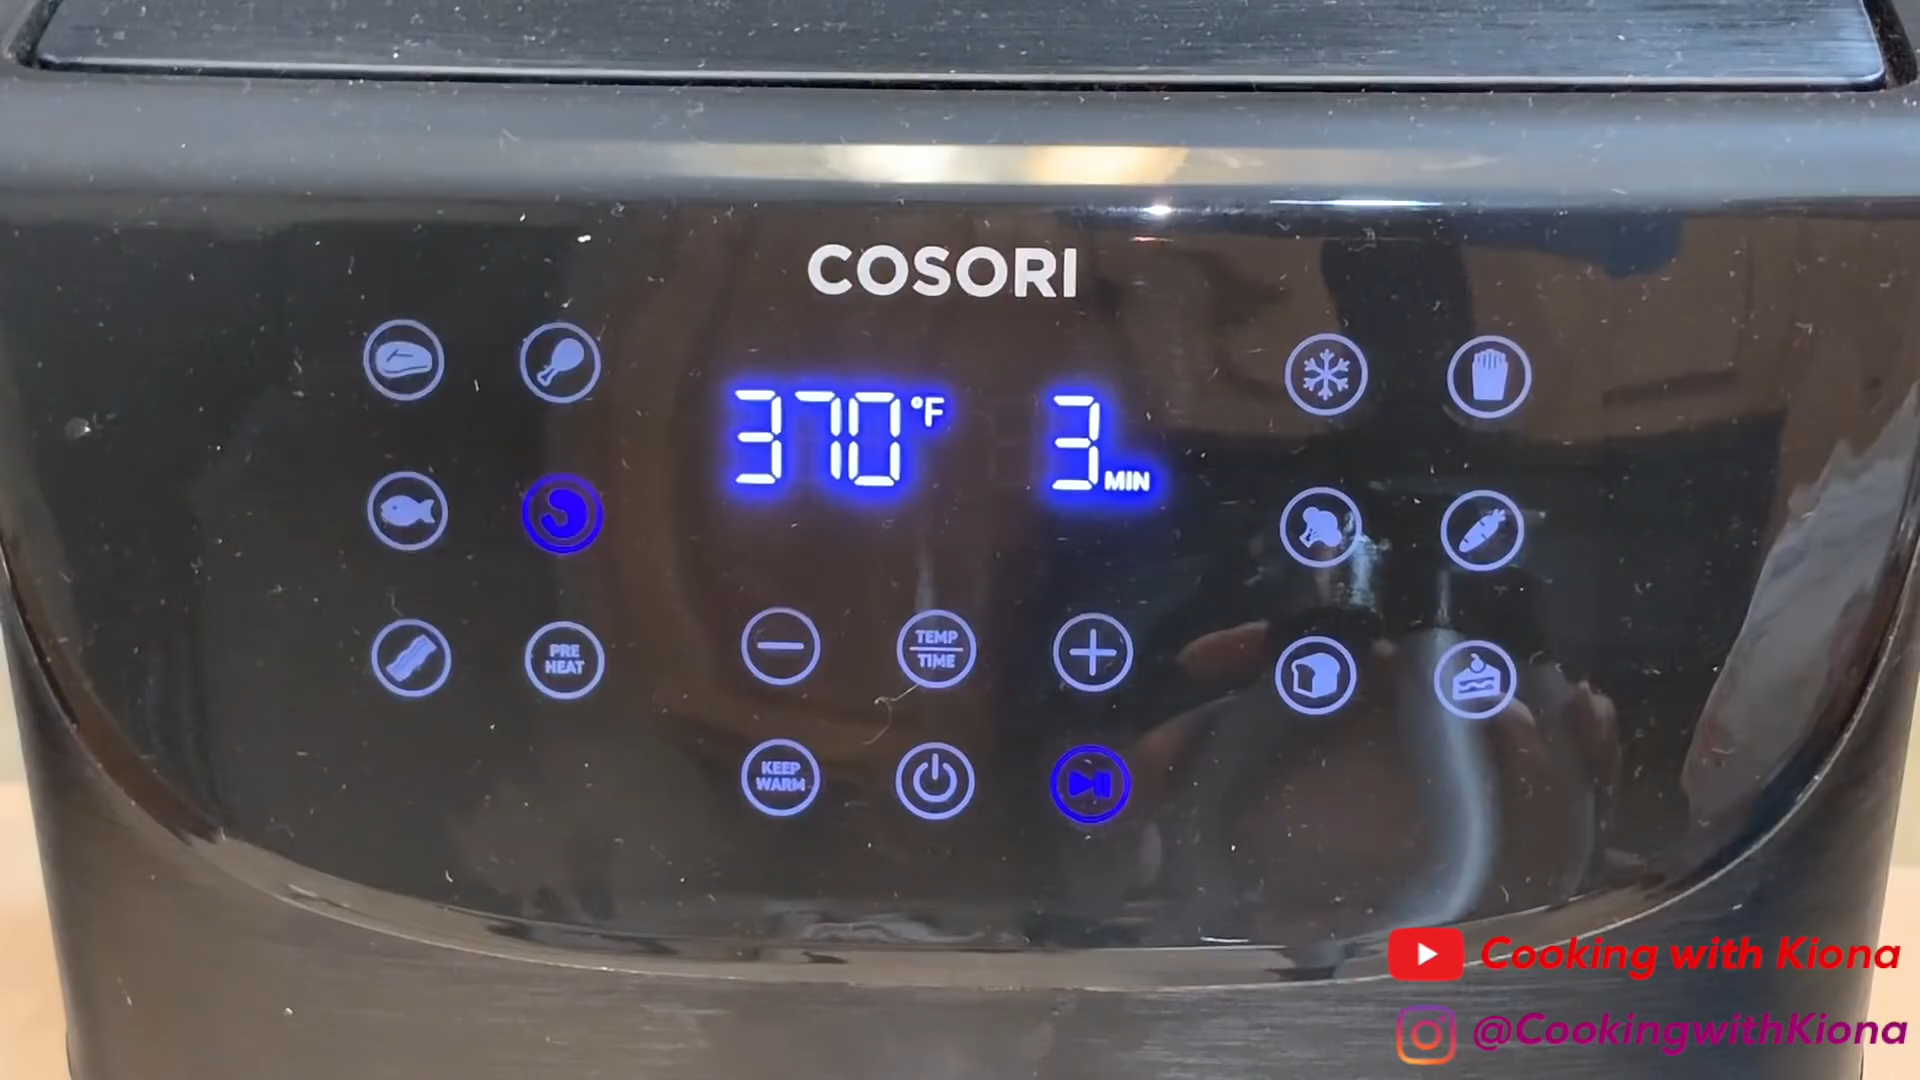 COSORI
370°F
3 MIN
PRE
HEAT
TEMP
TIME
KEEP
WARM
Cooking with Kiona
@CookingwithKiona